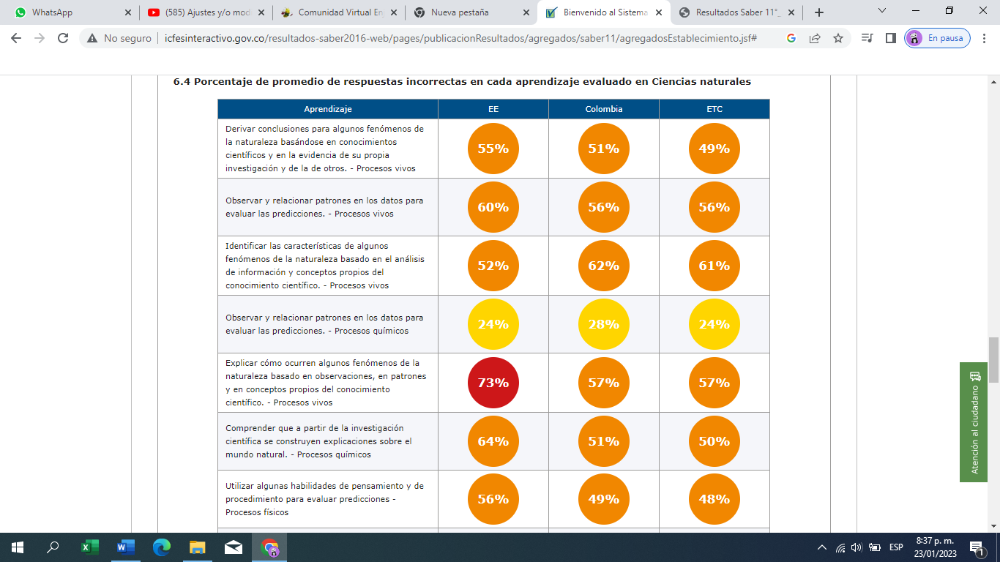 WhatsApp
(585) Ajustes y/o mod
Comunidad Virtual En
Nueva pestaña
Bienvenido al Sistema
Resultados Saber 11°_
No seguro
icfesinteractivo.gov.co/resultados-saber2016-web/pages/publicacionResultados/agregados/saber11/agregadosEstablecimiento.jsf#
En pausa
6.4 Porcentaje de promedio de respuestas incorrectas en cada aprendizaje evaluado en Ciencias naturales
Aprendizaje EE Colombia ETC
Derivar conclusiones para algunos fenómenos de
la naturaleza basándose en conocimientos
científicos y en la evidencia de su propia
investigación y de la de otros. - Procesos vivos
55% 51% 49%
Observar y relacionar patrones en los datos para
evaluar las predicciones. - Procesos vivos
60% 56% 56%
Identificar las características de algunos
fenómenos de la naturaleza basado en el análisis
de información y conceptos propios del
conocimiento científico. - Procesos vivos
52% 62% 61%
Observar y relacionar patrones en los datos para
evaluar las predicciones. - Procesos químicos
24% 28% 24%
Explicar cómo ocurren algunos fenómenos de la
naturaleza basado en observaciones, en patrones
y en conceptos propios del conocimiento
científico. - Procesos vivos
73% 57% 57%
Comprender que a partir de la investigación
científica se construyen explicaciones sobre el
mundo natural. - Procesos químicos
64% 51% 50%
Utilizar algunas habilidades de pensamiento y de
procedimiento para evaluar predicciones -
Procesos físicos
56% 49% 48%
Atención al ciudadano
ESP
8:37 p. m.
23/01/2023
1